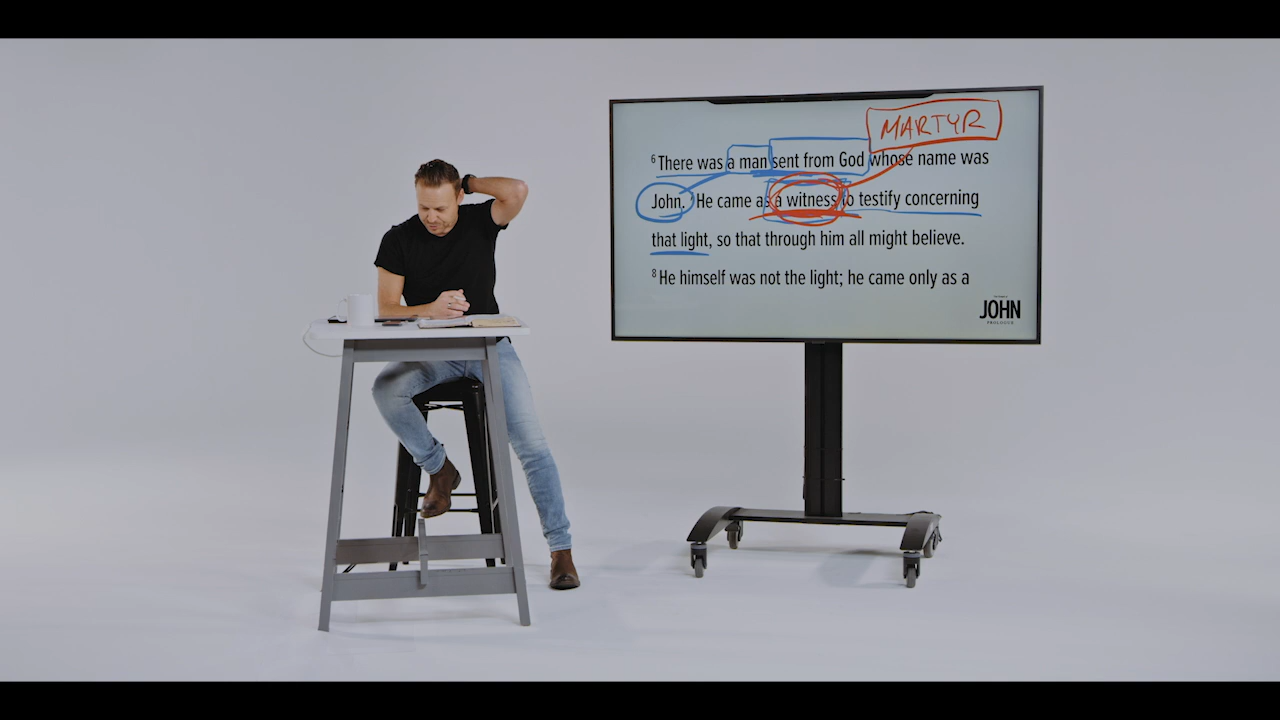 MARTYR
6 There was a man sent from God whose name was
John. 7 He came as a witness to testify concerning
that light, so that through him all might believe.
8 He himself was not the light; he came only as a
JOHN
PROLOGUE